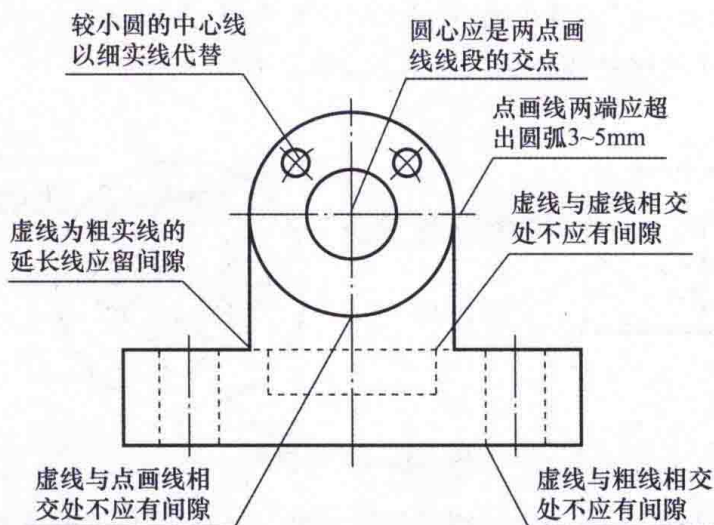 较小圆的中心线
以细实线代替
圆心应是两点画
线线段的交点
点画线两端应超
出圆弧3~5mm
虚线与虚线相交
处不应有间隙
虚线为粗实线的
延长线应留间隙
虚线与点画线相
交处不应有间隙
虚线与粗线相交
处不应有间隙